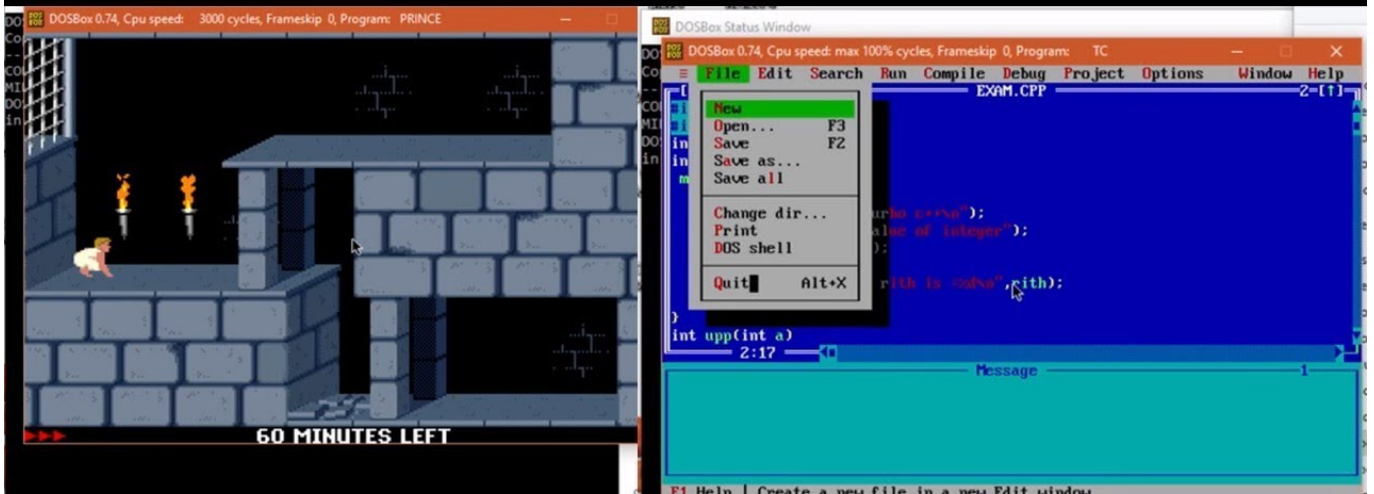 DOSBox 0.74, Cpu speed: 3000 cycles, Frameskip 0, Program: PRINCE
60 MINUTES LEFT
DOSBox Status Window
DOSBox 0.74, Cpu speed: max 100% cycles, Frameskip 0, Program: TC
≡ File Edit Search Run Compile Debug Project Options Window Help
EXAM.CPP 2=[↑]
New
Open... F3
Save F2
Save as...
Save all
Change dir...
Print
DOS shell
Quit Alt+X
urbo c++\n");
alue of integer");
);
rith is =%d\n",rith);
}
int upp(int a)
2:17
Message 1
F1 Help | Create a new file in a new Edit window